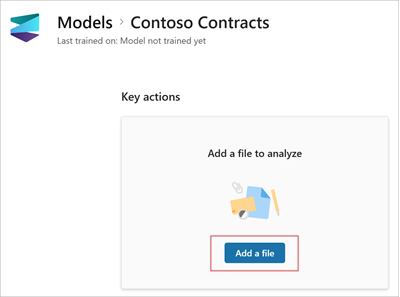 Models > Contoso Contracts
Last trained on: Model not trained yet
Key actions
Add a file to analyze
Add a file